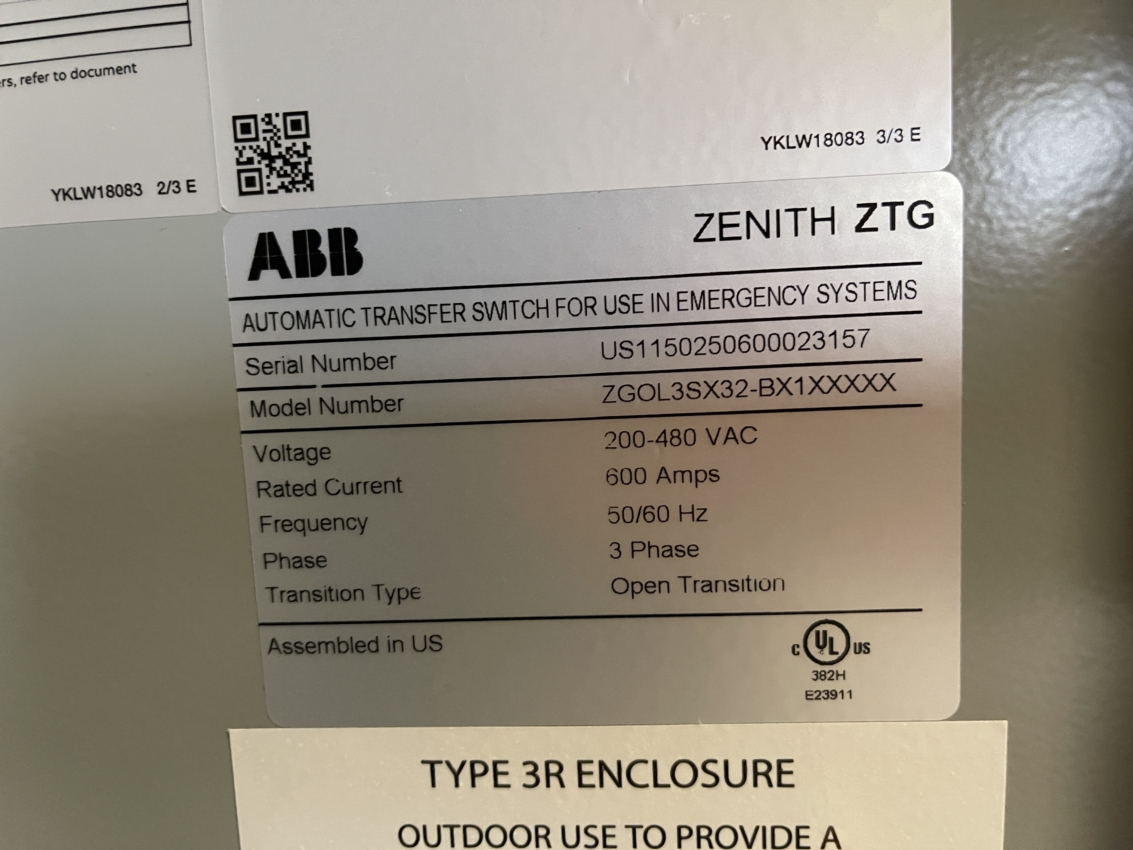 refer to document
YKLW18083 2/3 E
YKLW18083 3/3 E
ABB
ZENITH ZTG
AUTOMATIC TRANSFER SWITCH FOR USE IN EMERGENCY SYSTEMS
Serial Number US1150250600023157
Model Number ZGOL3SX32-BX1XXXXX
Voltage 200-480 VAC
Rated Current 600 Amps
Frequency 50/60 Hz
Phase 3 Phase
Transition Type Open Transition
Assembled in US
C UL US
382H
E23911
TYPE 3R ENCLOSURE
OUTDOOR USE TO PROVIDE A